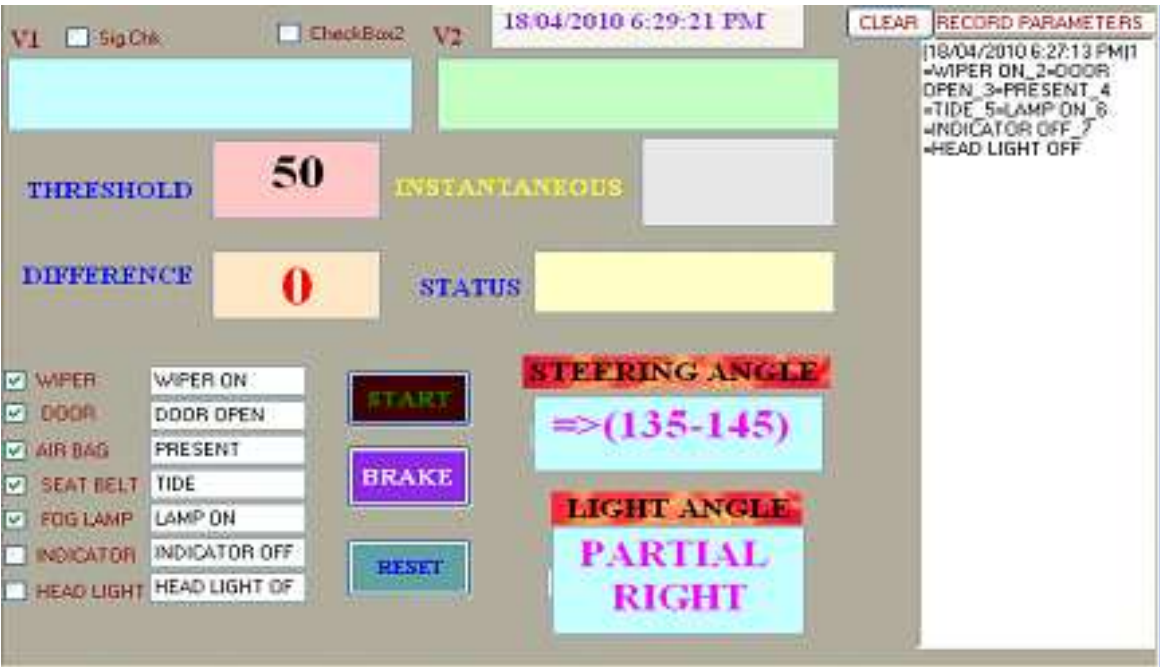 V1 Sig.Chk CheckBox2 V2 18/04/2010 6:29:21 PM CLEAR RECORD PARAMETERS
|18/04/2010 6:27:13 PM|1
=WIPER ON_2=DOOR
OPEN_3=PRESENT_4
=TIDE_5=LAMP ON_6
=INDICATOR OFF_7
=HEAD LIGHT OFF
THRESHOLD 50 INSTANTANEOUS
DIFFERENCE 0 STATUS
WIPER WIPER ON
DOOR DOOR OPEN
AIR BAG PRESENT
SEAT BELT TIDE
FOG LAMP LAMP ON
INDICATOR INDICATOR OFF
HEAD LIGHT HEAD LIGHT OF
START
BRAKE
RESET
STEERING ANGLE
=>(135-145)
LIGHT ANGLE
PARTIAL
RIGHT